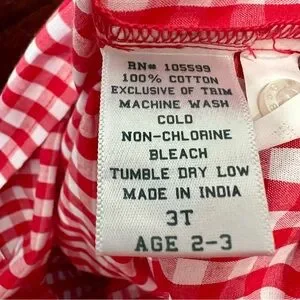 RN# 105599
100% COTTON
EXCLUSIVE OF TRIM
MACHINE WASH
COLD
NON-CHLORINE
BLEACH
TUMBLE DRY LOW
MADE IN INDIA
3T
AGE 2-3